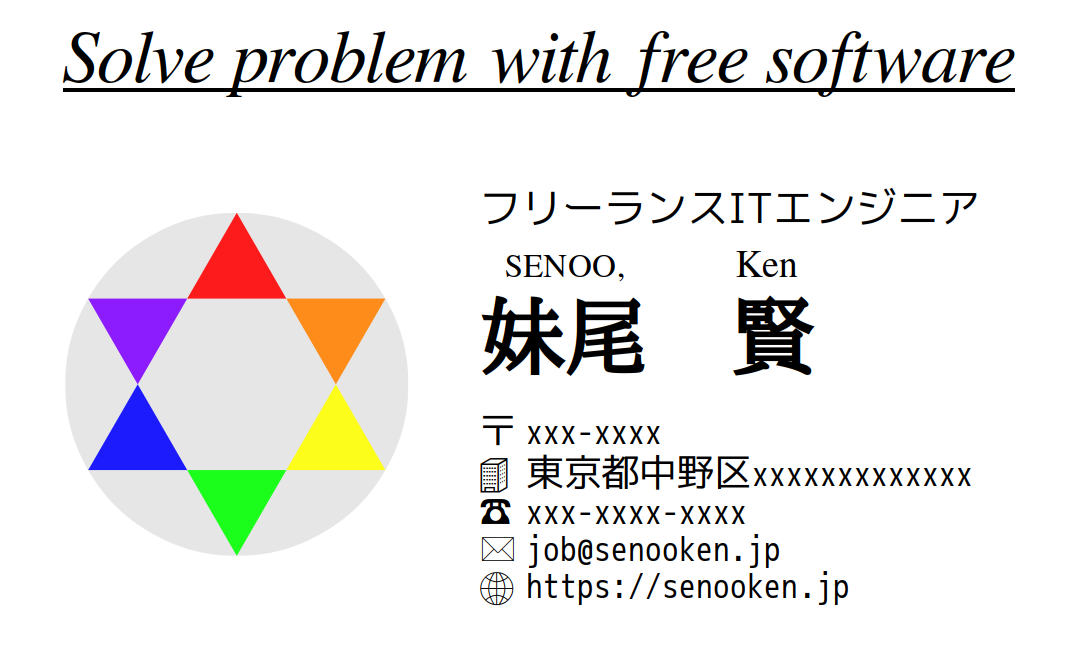 Solve problem with free software
フリーランスITエンジニア
SENOO, Ken
妹尾 賢
〒 xxx-xxxx
東京都中野区xxxxxxxxxxxxx
☎ xxx-xxxx-xxxx
job@senooken.jp
https://senooken.jp